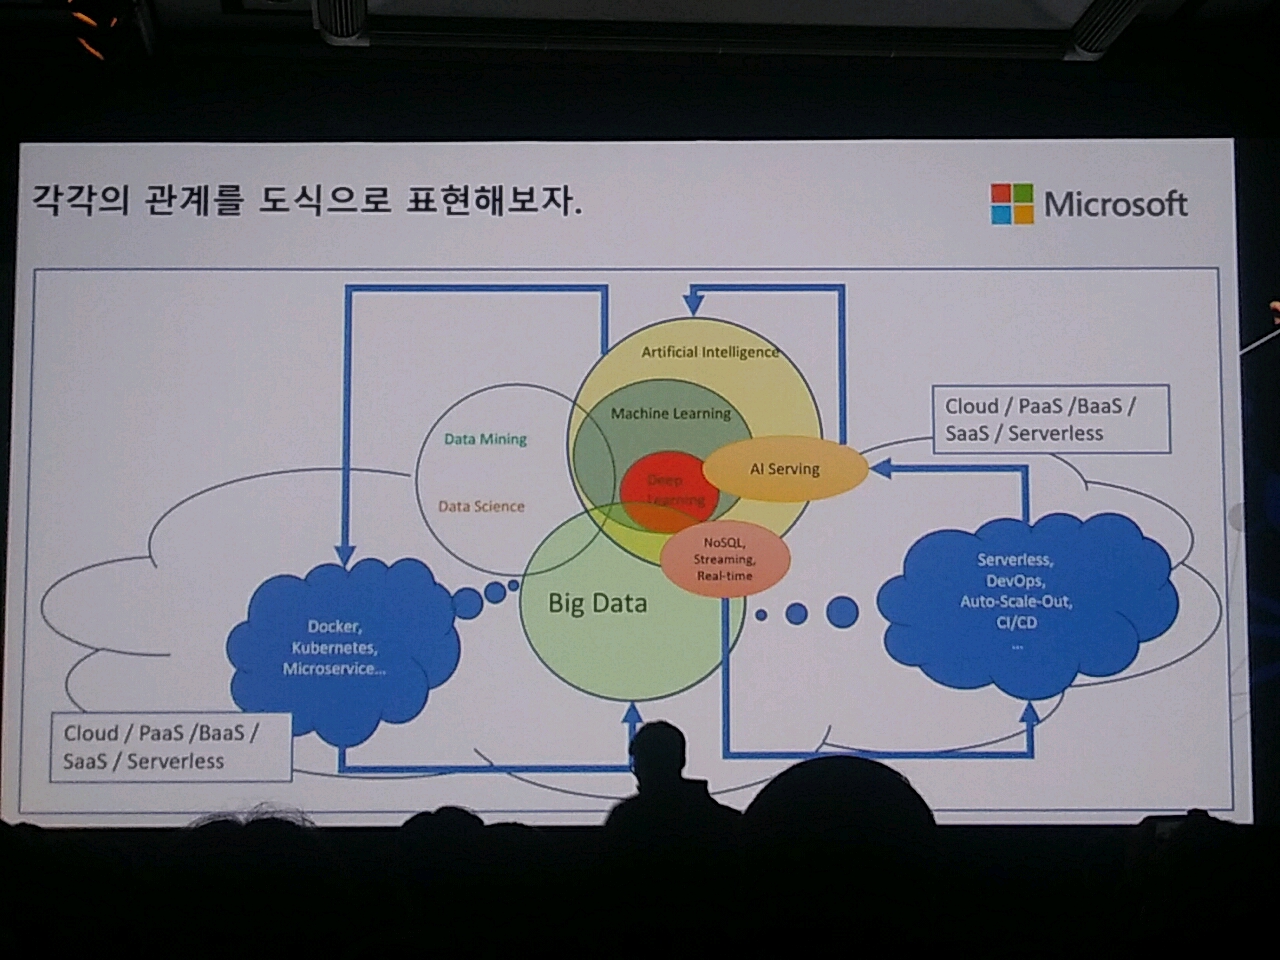 각각의 관계를 도식으로 표현해보자.
Microsoft
Artificial Intelligence
Machine Learning
Deep
Learning
AI Serving
Data Mining
Data Science
NoSQL,
Streaming,
Real-time
Big Data
Cloud / PaaS /BaaS /
SaaS / Serverless
Serverless,
DevOps,
Auto-Scale-Out,
CI/CD
...
Docker,
Kubernetes,
Microservice...
Cloud / PaaS /BaaS /
SaaS / Serverless